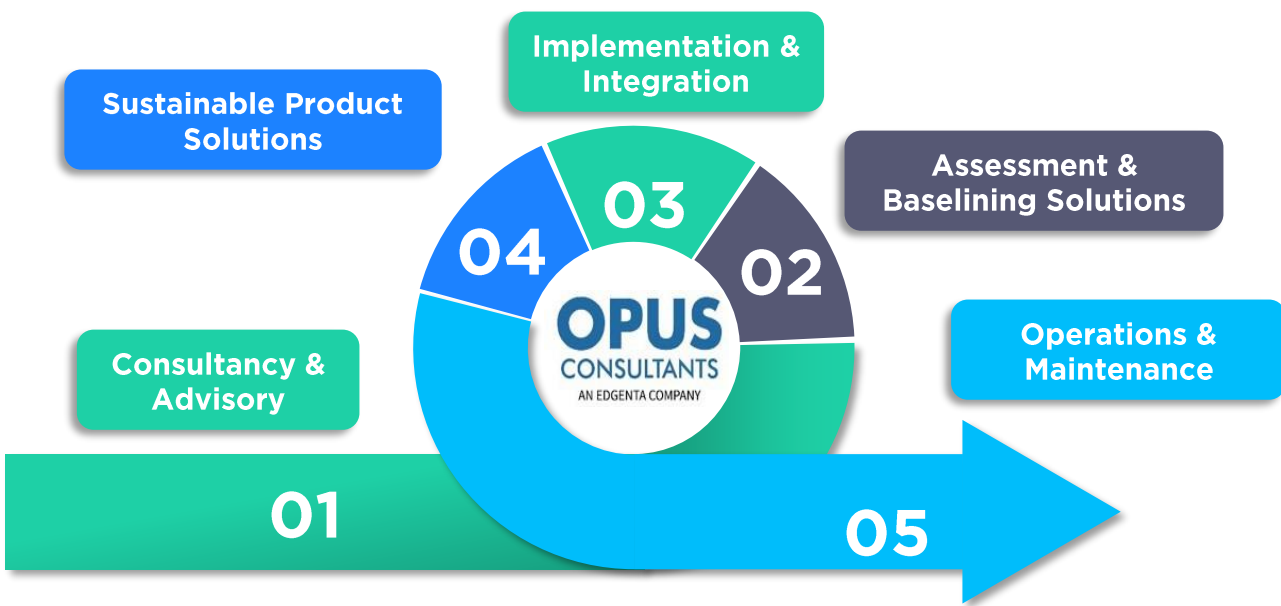 Implementation &
Integration
Sustainable Product
Solutions
Assessment &
Baselining Solutions
03
04
02
OPUS
CONSULTANTS
AN EDGENTA COMPANY
Operations &
Maintenance
Consultancy &
Advisory
01
05